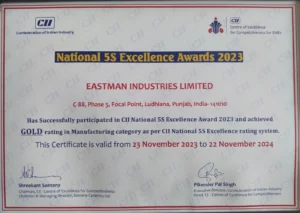 CII
Confederation of Indian Industry
CII
Centre of Excellence
for Competitiveness for SMEs
National 5S Excellence Awards 2023
EASTMAN INDUSTRIES LIMITED
C 88, Phase 5, Focal Point, Ludhiana, Punjab, India- 141010
Has Successfully participated in CII National 5S Excellence Award 2023 and achieved
GOLD rating in Manufacturing category as per CII National 5S Excellence rating system.
This Certificate is valid from 23 November 2023 to 22 November 2024
Shreekant Somany
Pikender Pal Singh